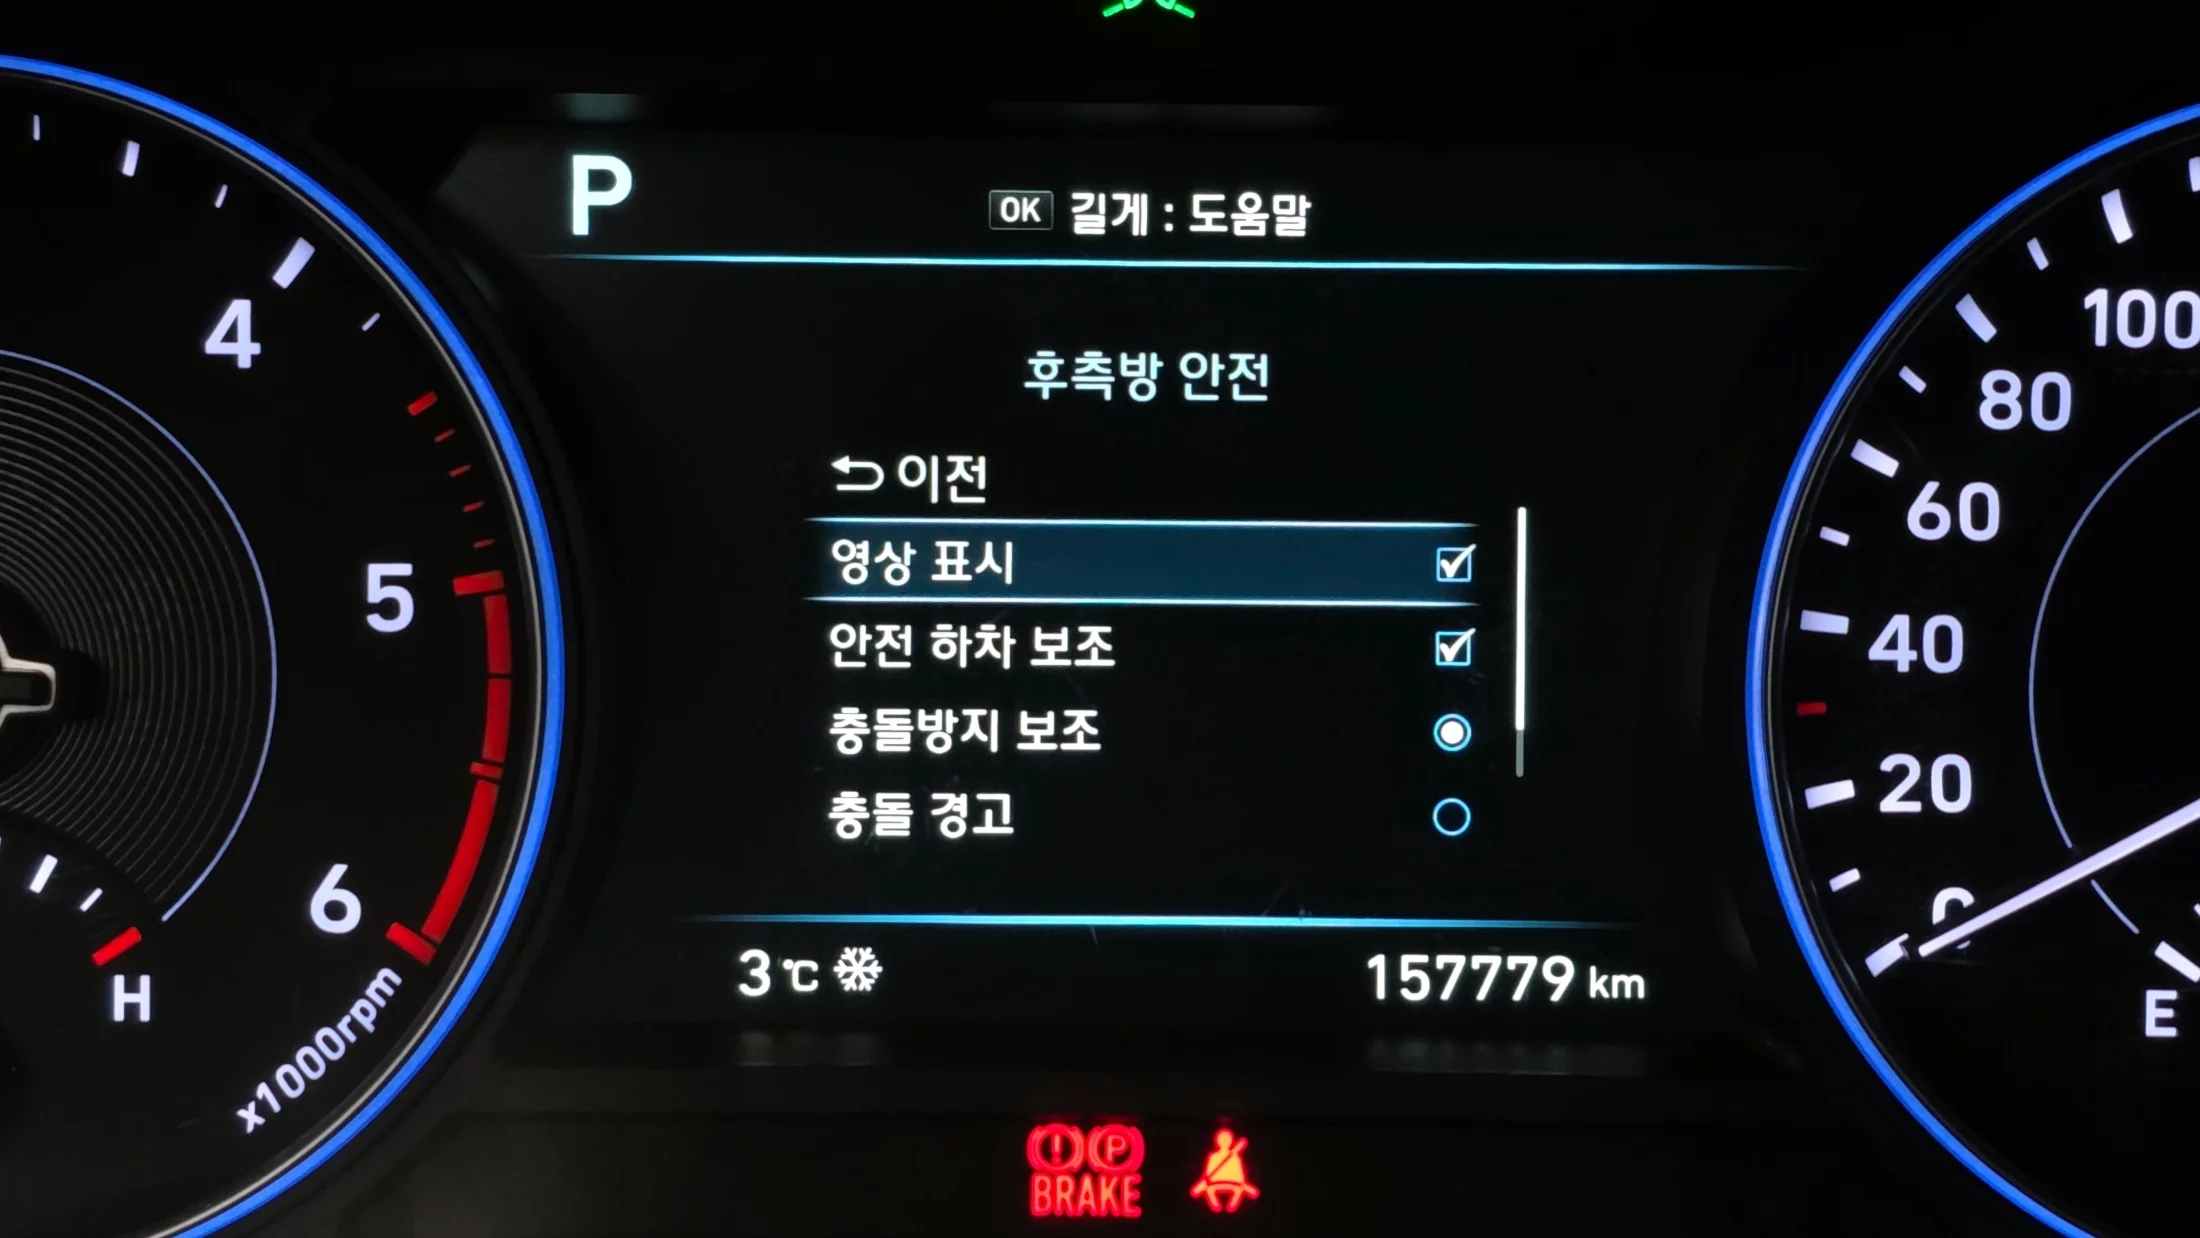 P
OK 길게 : 도움말
후측방 안전
이전
영상 표시
안전 하차 보조
충돌방지 보조
충돌 경고
3℃
157779 km
4
5
6
H
x1000rpm
100
80
60
40
20
0
E
P
BRAKE